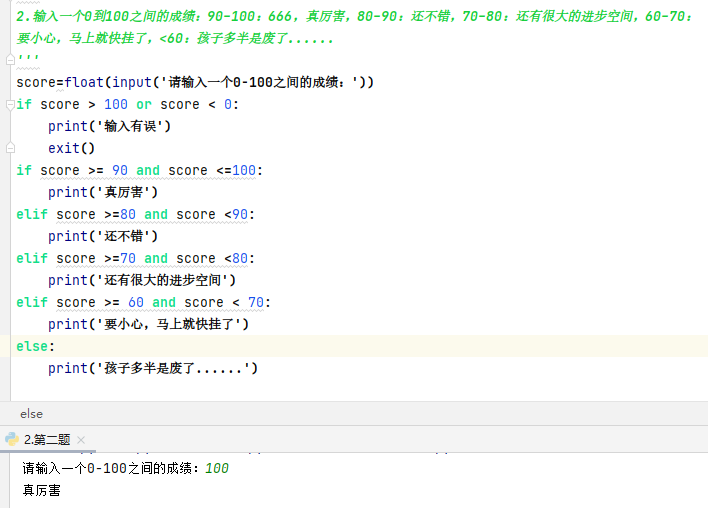 2.输入一个0到100之间的成绩：90-100：666，真厉害，80-90：还不错，70-80：还有很大的进步空间，60-70：
要小心，马上就快挂了，<60：孩子多半是废了......
'''
score=float(input('请输入一个0-100之间的成绩：'))
if score > 100 or score < 0:
    print('输入有误')
    exit()
if score >= 90 and score <=100:
    print('真厉害')
elif score >=80 and score <90:
    print('还不错')
elif score >=70 and score <80:
    print('还有很大的进步空间')
elif score >= 60 and score < 70:
    print('要小心，马上就快挂了')
else:
    print('孩子多半是废了......')
else
2.第二题
请输入一个0-100之间的成绩：100
真厉害